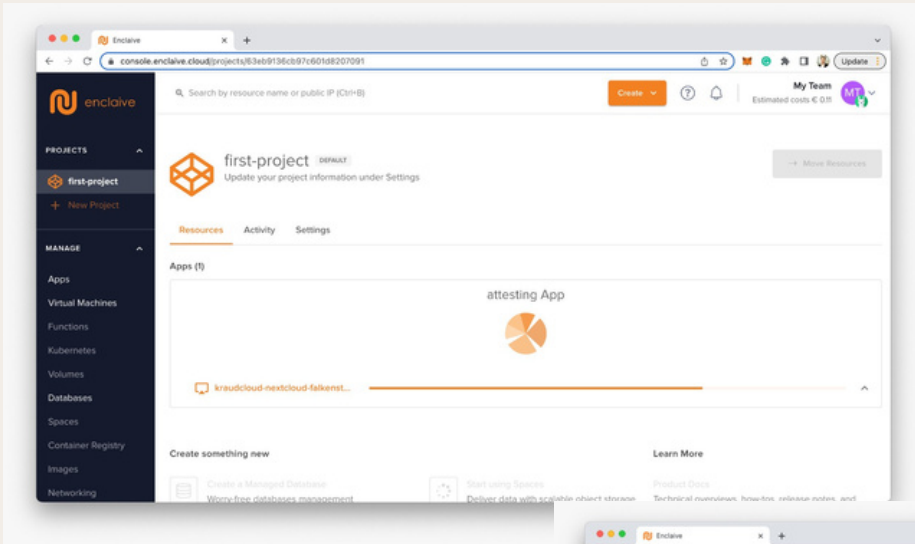 Enclaive
console.enclaive.cloud/projects/63eb9136cb97c601d8207091
Update
enclaive
Search by resource name or public IP (Ctrl+B)
Create
My Team
Estimated costs € 0.11
MT
PROJECTS
first-project
+ New Project
MANAGE
Apps
Virtual Machines
Functions
Kubernetes
Volumes
Databases
Spaces
Container Registry
Images
Networking
first-project DEFAULT
Update your project information under Settings
→ Move Resources
Resources Activity Settings
Apps (1)
attesting App
kraudcloud-nextcloud-falkenst...
Create something new
Learn More
Create a Managed Database
Worry-free databases management
Start using Spaces
Deliver data with scalable object storage
Product Docs
Technical overviews, how-tos, release notes, and
Enclaive